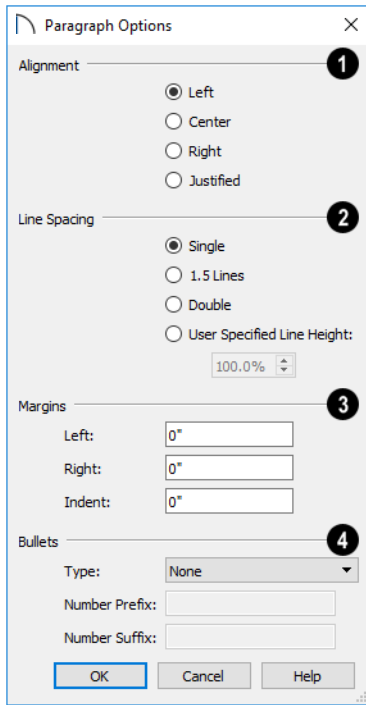 Paragraph Options
Alignment 1
Left
Center
Right
Justified
Line Spacing 2
Single
1.5 Lines
Double
User Specified Line Height:
100.0%
Margins 3
Left: 0"
Right: 0"
Indent: 0"
Bullets 4
Type: None
Number Prefix:
Number Suffix:
OK Cancel Help